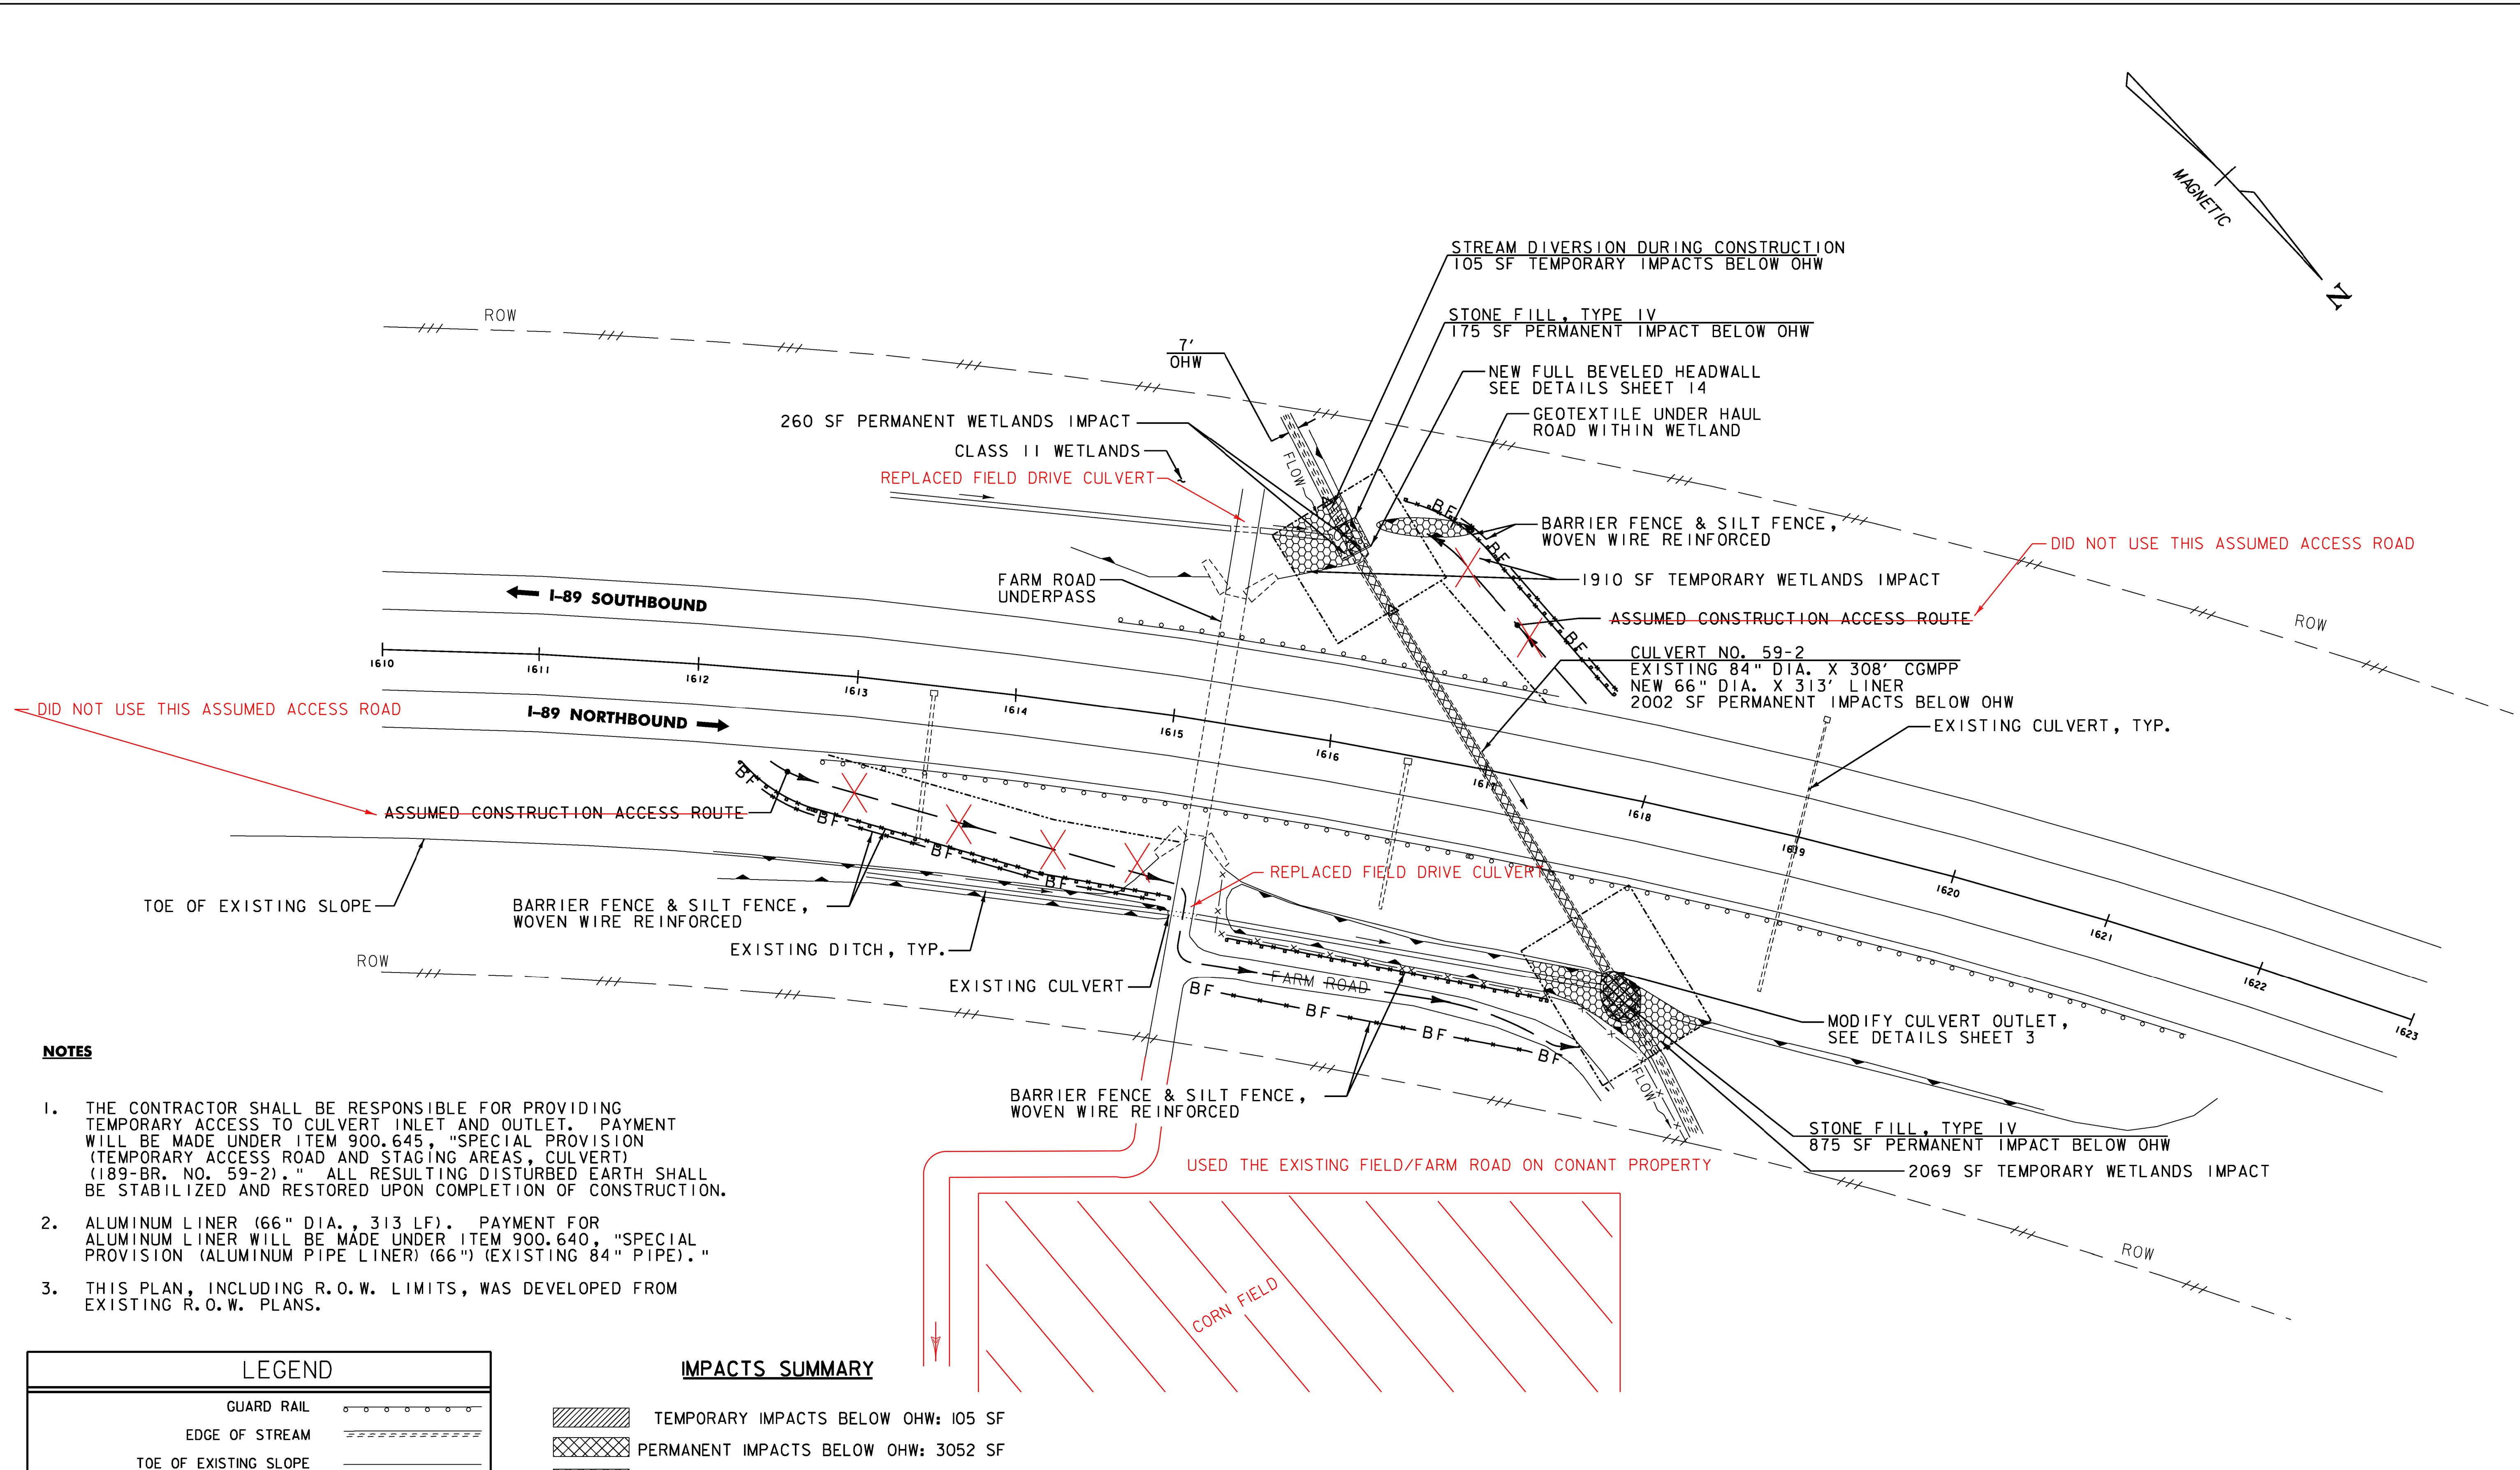 MAGNETIC
N
STREAM DIVERSION DURING CONSTRUCTION
105 SF TEMPORARY IMPACTS BELOW OHW
STONE FILL, TYPE IV
175 SF PERMANENT IMPACT BELOW OHW
7'
OHW
NEW FULL BEVELED HEADWALL
SEE DETAILS SHEET 14
GEOTEXTILE UNDER HAUL
ROAD WITHIN WETLAND
ROW
260 SF PERMANENT WETLANDS IMPACT
CLASS II WETLANDS
REPLACED FIELD DRIVE CULVERT
FLOW
BF
BARRIER FENCE & SILT FENCE,
WOVEN WIRE REINFORCED
BF
DID NOT USE THIS ASSUMED ACCESS ROAD
FARM ROAD
UNDERPASS
1910 SF TEMPORARY WETLANDS IMPACT
I-89 SOUTHBOUND
ASSUMED CONSTRUCTION ACCESS ROUTE
ROW
BF
CULVERT NO. 59-2
EXISTING 84" DIA. X 308' CGMPP
NEW 66" DIA. X 313' LINER
2002 SF PERMANENT IMPACTS BELOW OHW
1610
1611
1612
1613
1614
1615
1616
1617
1618
1619
1620
1621
1622
1623
DID NOT USE THIS ASSUMED ACCESS ROAD
I-89 NORTHBOUND
EXISTING CULVERT, TYP.
BF
ASSUMED CONSTRUCTION ACCESS ROUTE
BF
BF
BF
REPLACED FIELD DRIVE CULVERT
TOE OF EXISTING SLOPE
BARRIER FENCE & SILT FENCE,
WOVEN WIRE REINFORCED
EXISTING DITCH, TYP.
ROW
EXISTING CULVERT
FARM ROAD
BF
BF
BF
BF
MODIFY CULVERT OUTLET,
SEE DETAILS SHEET 3
FLOW
BARRIER FENCE & SILT FENCE,
WOVEN WIRE REINFORCED
STONE FILL, TYPE IV
875 SF PERMANENT IMPACT BELOW OHW
2069 SF TEMPORARY WETLANDS IMPACT
USED THE EXISTING FIELD/FARM ROAD ON CONANT PROPERTY
ROW
CORN FIELD
NOTES
1. THE CONTRACTOR SHALL BE RESPONSIBLE FOR PROVIDING
TEMPORARY ACCESS TO CULVERT INLET AND OUTLET. PAYMENT
WILL BE MADE UNDER ITEM 900.645, "SPECIAL PROVISION
(TEMPORARY ACCESS ROAD AND STAGING AREAS, CULVERT)
(I89-BR. NO. 59-2)." ALL RESULTING DISTURBED EARTH SHALL
BE STABILIZED AND RESTORED UPON COMPLETION OF CONSTRUCTION.
2. ALUMINUM LINER (66" DIA., 313 LF). PAYMENT FOR
ALUMINUM LINER WILL BE MADE UNDER ITEM 900.640, "SPECIAL
PROVISION (ALUMINUM PIPE LINER) (66") (EXISTING 84" PIPE)."
3. THIS PLAN, INCLUDING R.O.W. LIMITS, WAS DEVELOPED FROM
EXISTING R.O.W. PLANS.
LEGEND
GUARD RAIL
EDGE OF STREAM
TOE OF EXISTING SLOPE
IMPACTS SUMMARY
TEMPORARY IMPACTS BELOW OHW: 105 SF
PERMANENT IMPACTS BELOW OHW: 3052 SF